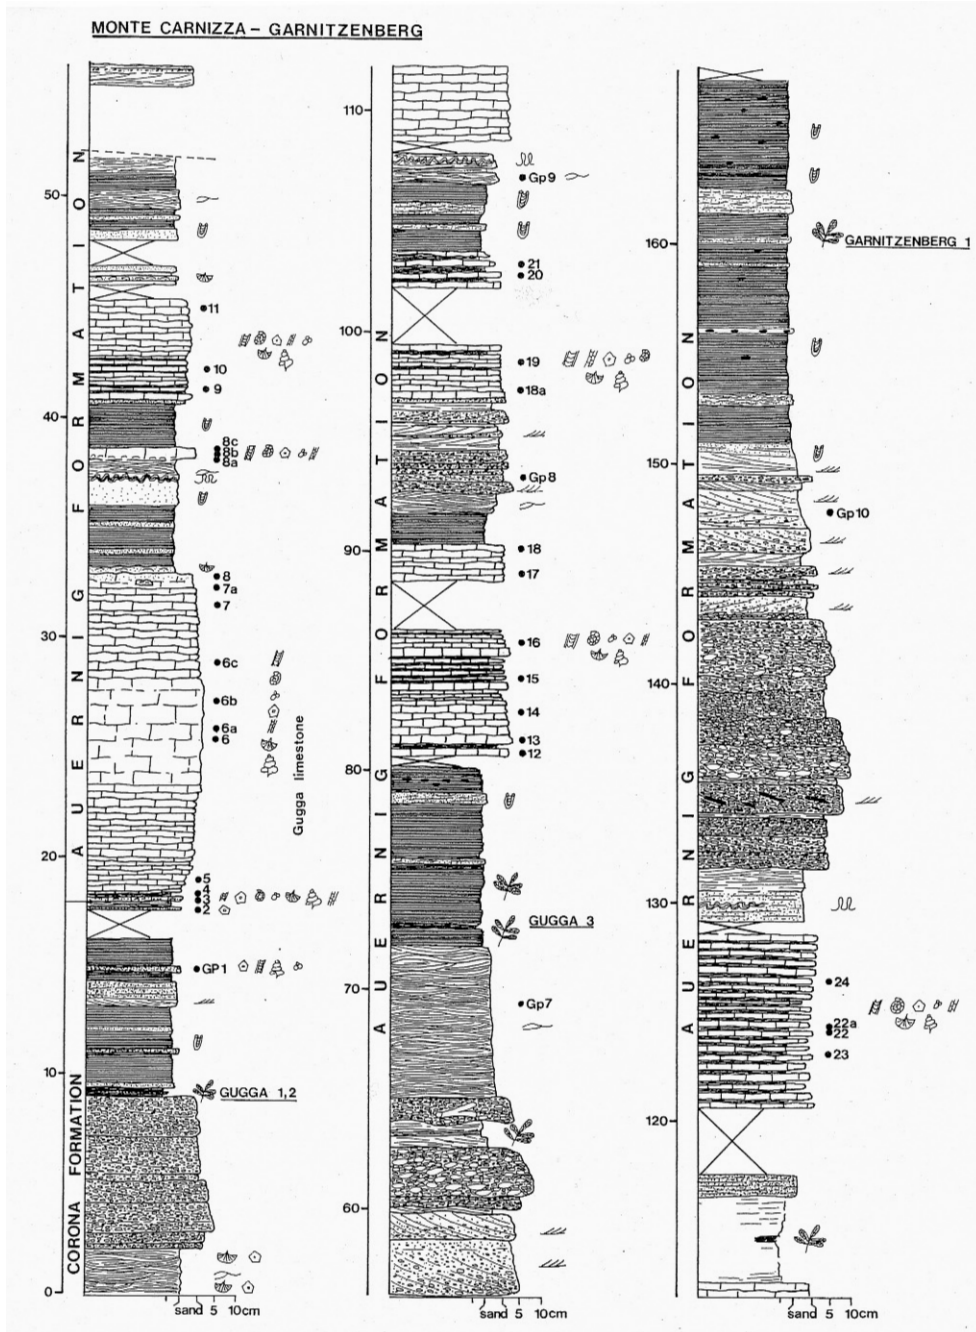 MONTE CARNIZZA – GARNITZENBERG
AUERNIG FORMATION
CORONA FORMATION
50
11
10
9
40
8c
8b
8a
8
7a
7
30
6c
6b
6a
6
Gugga limestone
20
5
4
3
2
GP1
10
GUGGA 1,2
0
sand 5 10cm
AUERNIG FORMATION
110
Gp9
21
20
100
19
18a
Gp8
90
18
17
16
15
14
13
12
80
GUGGA 3
70
Gp7
60
sand 5 10cm
AUERNIG FORMATION
160
GARNITZENBERG 1
150
Gp10
140
130
24
22a
22
23
120
sand 5 10cm